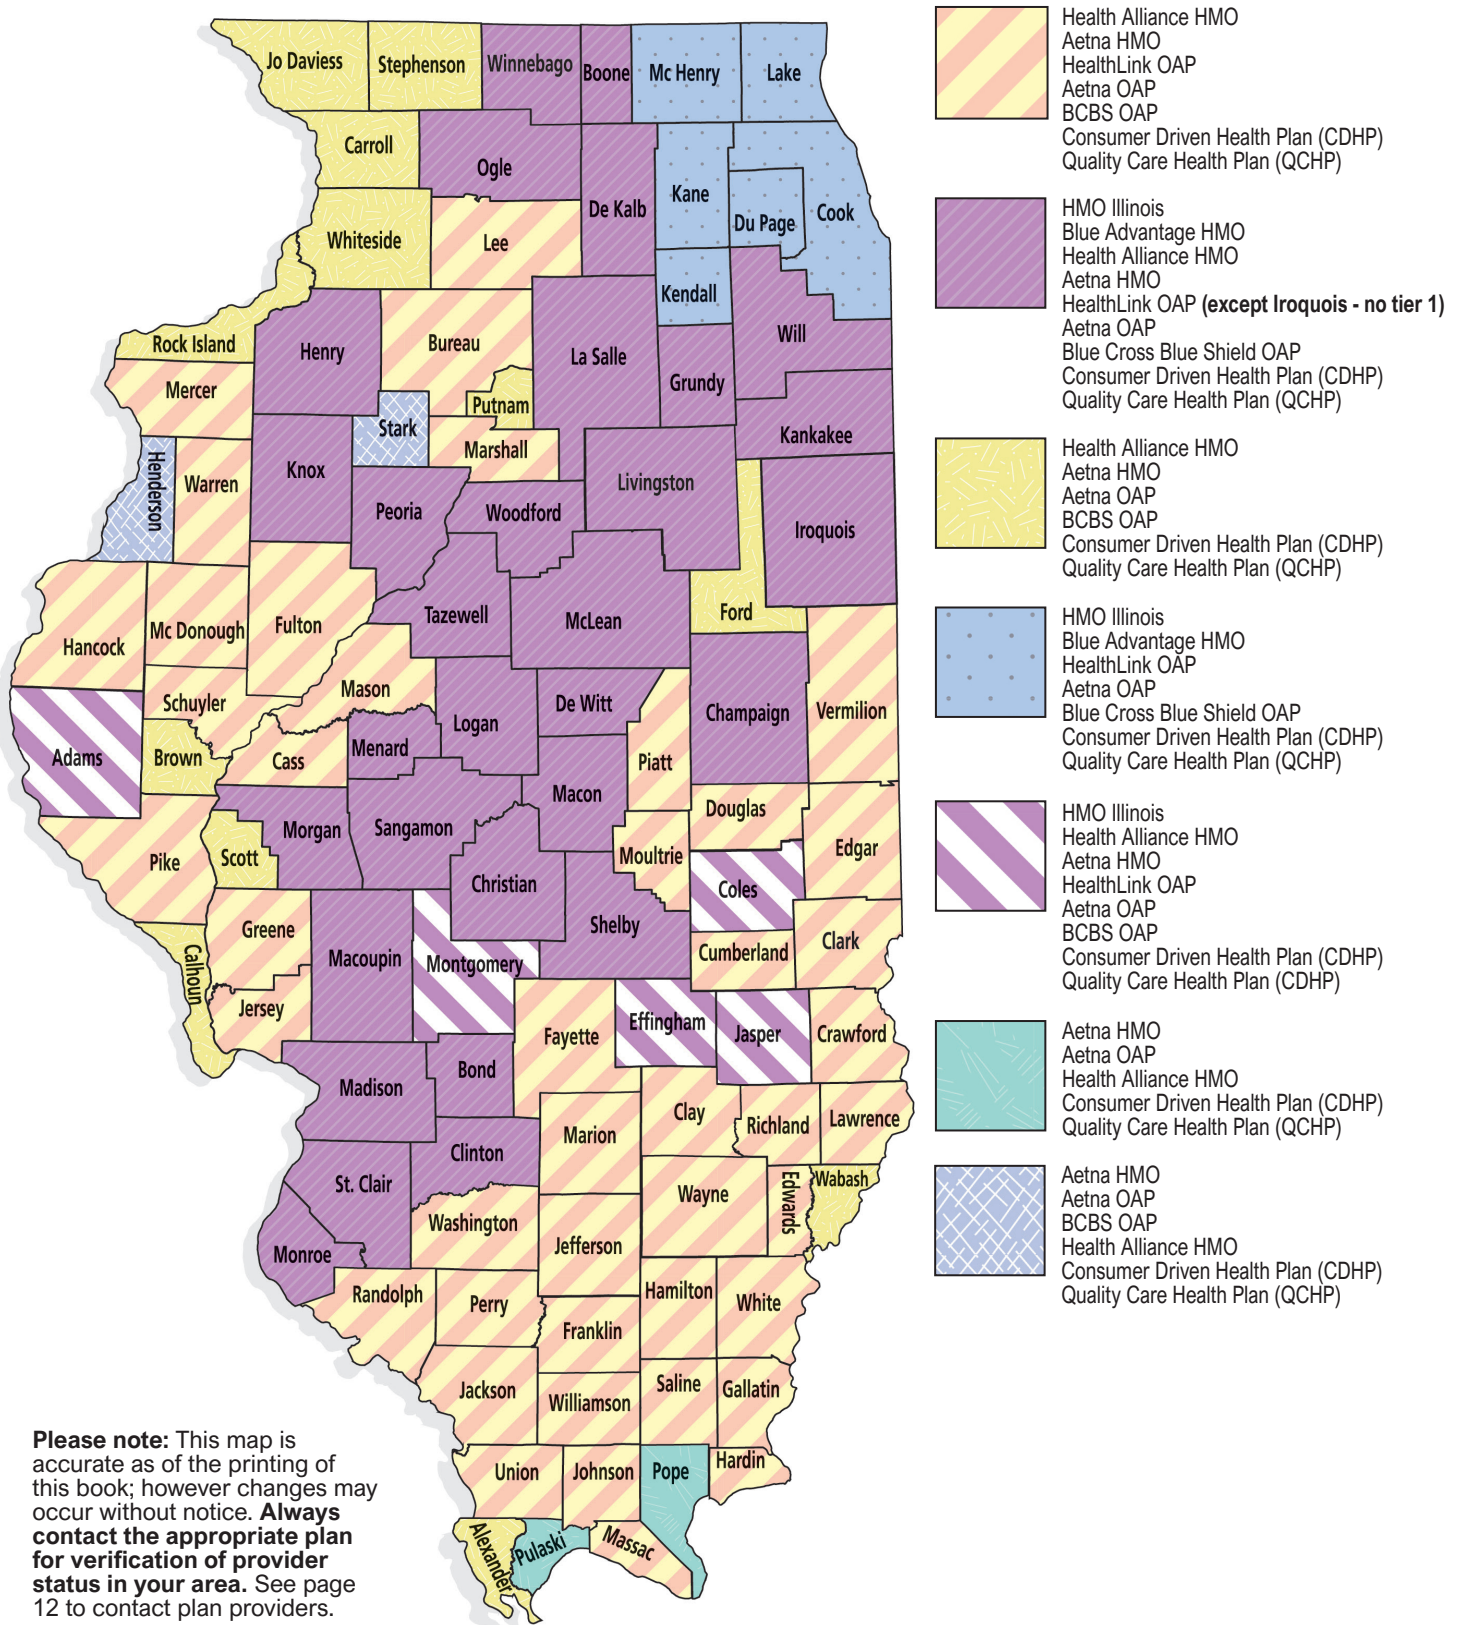 Jo Daviess
Stephenson
Winnebago
Boone
Mc Henry
Lake
Carroll
Ogle
De Kalb
Kane
Du Page
Cook
Whiteside
Lee
Kendall
Rock Island
Henry
Bureau
La Salle
Will
Grundy
Mercer
Putnam
Stark
Marshall
Kankakee
Henderson
Warren
Knox
Peoria
Woodford
Livingston
Iroquois
Hancock
Mc Donough
Fulton
Tazewell
McLean
Ford
Schuyler
Mason
Logan
De Witt
Champaign
Vermilion
Adams
Brown
Cass
Menard
Piatt
Macon
Douglas
Morgan
Sangamon
Edgar
Pike
Scott
Christian
Moultrie
Coles
Shelby
Greene
Macoupin
Montgomery
Cumberland
Clark
Calhoun
Jersey
Fayette
Effingham
Jasper
Crawford
Madison
Bond
Clay
Richland
Lawrence
Marion
Clinton
St. Clair
Wayne
Edwards
Wabash
Washington
Jefferson
Monroe
Randolph
Perry
Hamilton
White
Franklin
Jackson
Williamson
Saline
Gallatin
Union
Johnson
Pope
Hardin
Alexander
Pulaski
Massac
Health Alliance HMO
Aetna HMO
HealthLink OAP
Aetna OAP
BCBS OAP
Consumer Driven Health Plan (CDHP)
Quality Care Health Plan (QCHP)
HMO Illinois
Blue Advantage HMO
Health Alliance HMO
Aetna HMO
HealthLink OAP (except Iroquois - no tier 1)
Aetna OAP
Blue Cross Blue Shield OAP
Consumer Driven Health Plan (CDHP)
Quality Care Health Plan (QCHP)
Health Alliance HMO
Aetna HMO
Aetna OAP
BCBS OAP
Consumer Driven Health Plan (CDHP)
Quality Care Health Plan (QCHP)
HMO Illinois
Blue Advantage HMO
HealthLink OAP
Aetna OAP
Blue Cross Blue Shield OAP
Consumer Driven Health Plan (CDHP)
Quality Care Health Plan (QCHP)
HMO Illinois
Health Alliance HMO
Aetna HMO
HealthLink OAP
Aetna OAP
BCBS OAP
Consumer Driven Health Plan (CDHP)
Quality Care Health Plan (CDHP)
Aetna HMO
Aetna OAP
Health Alliance HMO
Consumer Driven Health Plan (CDHP)
Quality Care Health Plan (QCHP)
Aetna HMO
Aetna OAP
BCBS OAP
Health Alliance HMO
Consumer Driven Health Plan (CDHP)
Quality Care Health Plan (QCHP)
Please note: This map is
accurate as of the printing of
this book; however changes may
occur without notice. Always
contact the appropriate plan
for verification of provider
status in your area. See page
12 to contact plan providers.